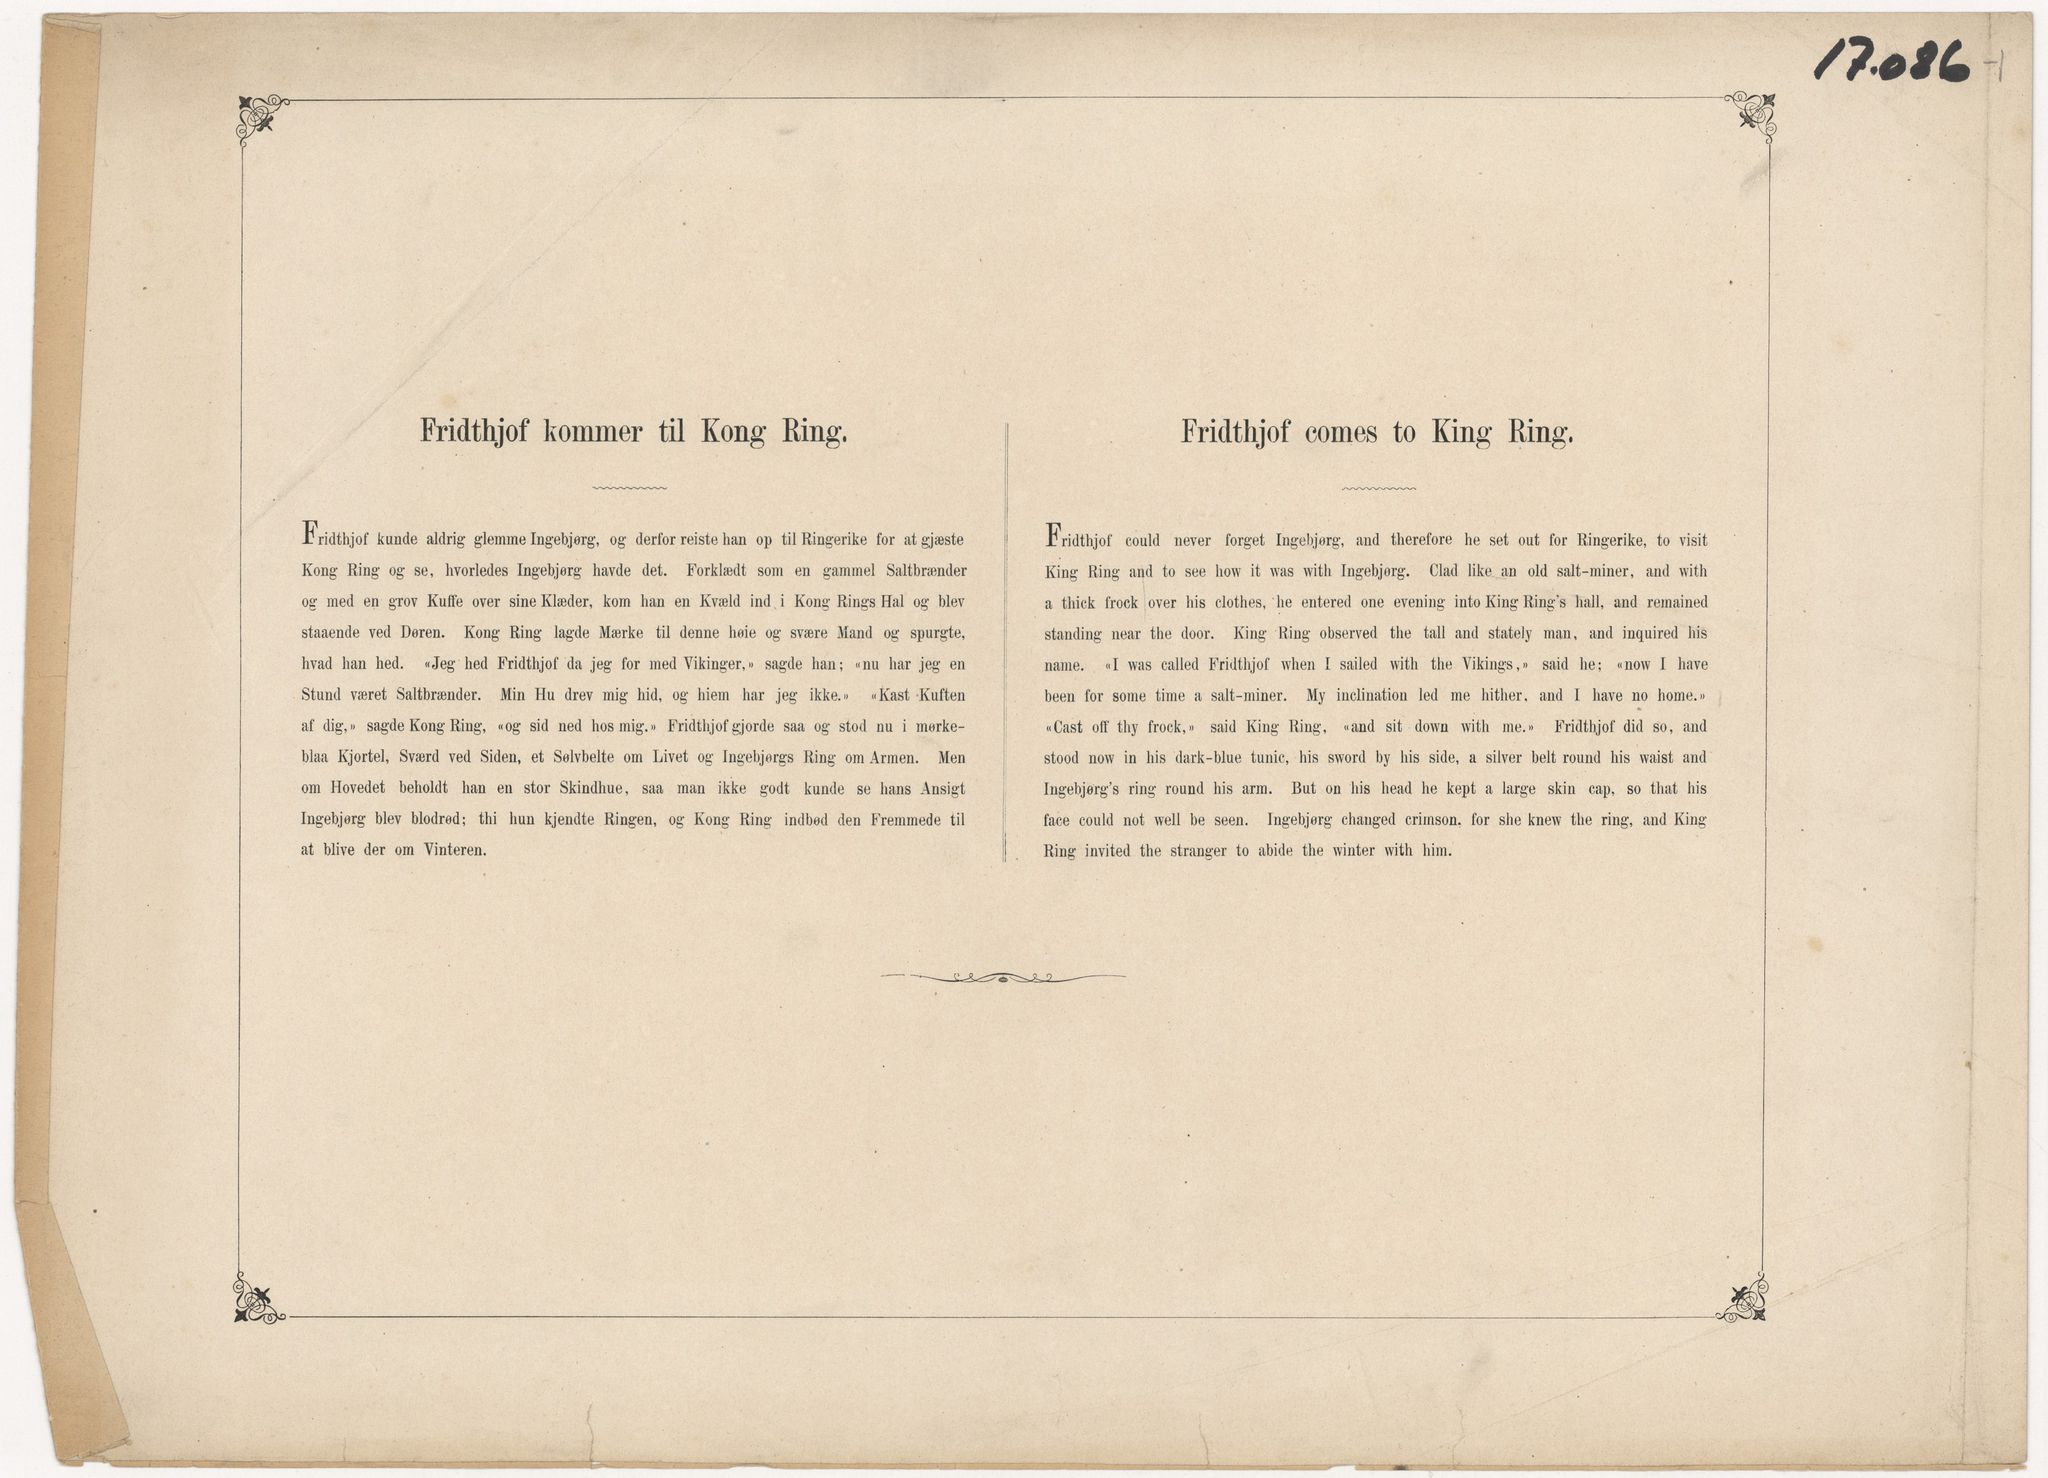 17.086-1
Fridthjof kommer til Kong Ring.
Fridthjof kunde aldrig glemme Ingebjørg, og derfor reiste han op til Ringerike for at gjæste
Kong Ring og se, hvorledes Ingebjørg havde det. Forklædt som en gammel Saltbrænder
og med en grov Kuffe over sine Klæder, kom han en Kvæld ind i Kong Rings Hal og blev
staaende ved Døren. Kong Ring lagde Mærke til denne høie og svære Mand og spurgte,
hvad han hed. «Jeg hed Fridthjof da jeg for med Vikinger,» sagde han; «nu har jeg en
Stund været Saltbrænder. Min Hu drev mig hid, og hiem har jeg ikke.» «Kast Kuften
af dig,» sagde Kong Ring, «og sid ned hos mig.» Fridthjof gjorde saa og stod nu i mørke-
blaa Kjortel, Sværd ved Siden, et Sølvbelte om Livet og Ingebjørgs Ring om Armen. Men
om Hovedet beholdt han en stor Skindhue, saa man ikke godt kunde se hans Ansigt
Ingebjørg blev blodrød; thi hun kjendte Ringen, og Kong Ring indbød den Fremmede til
at blive der om Vinteren.
Fridthjof comes to King Ring.
Fridthjof could never forget Ingebjørg, and therefore he set out for Ringerike, to visit
King Ring and to see how it was with Ingebjørg. Clad like an old salt-miner, and with
a thick frock over his clothes, he entered one evening into King Ring's hall, and remained
standing near the door. King Ring observed the tall and stately man, and inquired his
name. «I was called Fridthjof when I sailed with the Vikings,» said he; «now I have
been for some time a salt-miner. My inclination led me hither, and I have no home.»
«Cast off thy frock,» said King Ring, «and sit down with me.» Fridthjof did so, and
stood now in his dark-blue tunic, his sword by his side, a silver belt round his waist and
Ingebjørg's ring round his arm. But on his head he kept a large skin cap, so that his
face could not well be seen. Ingebjørg changed crimson, for she knew the ring, and King
Ring invited the stranger to abide the winter with him.